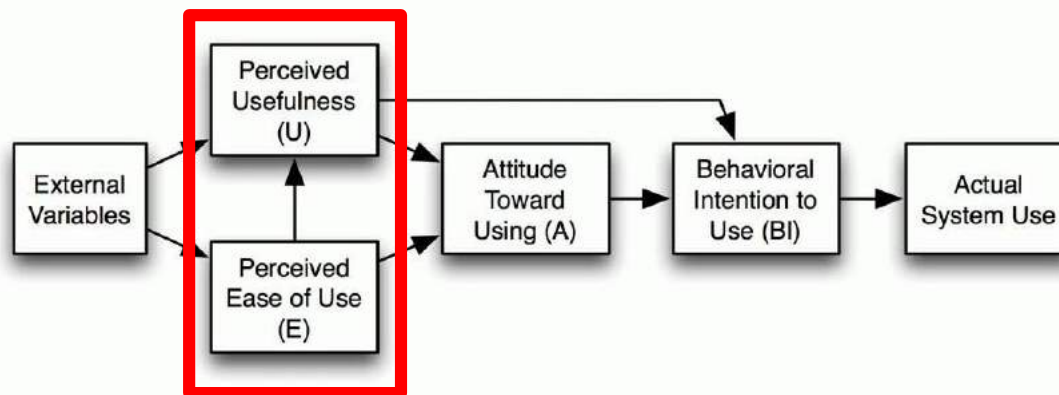 Perceived
Usefulness
(U)
External
Variables
Perceived
Ease of Use
(E)
Attitude
Toward
Using (A)
Behavioral
Intention to
Use (BI)
Actual
System Use